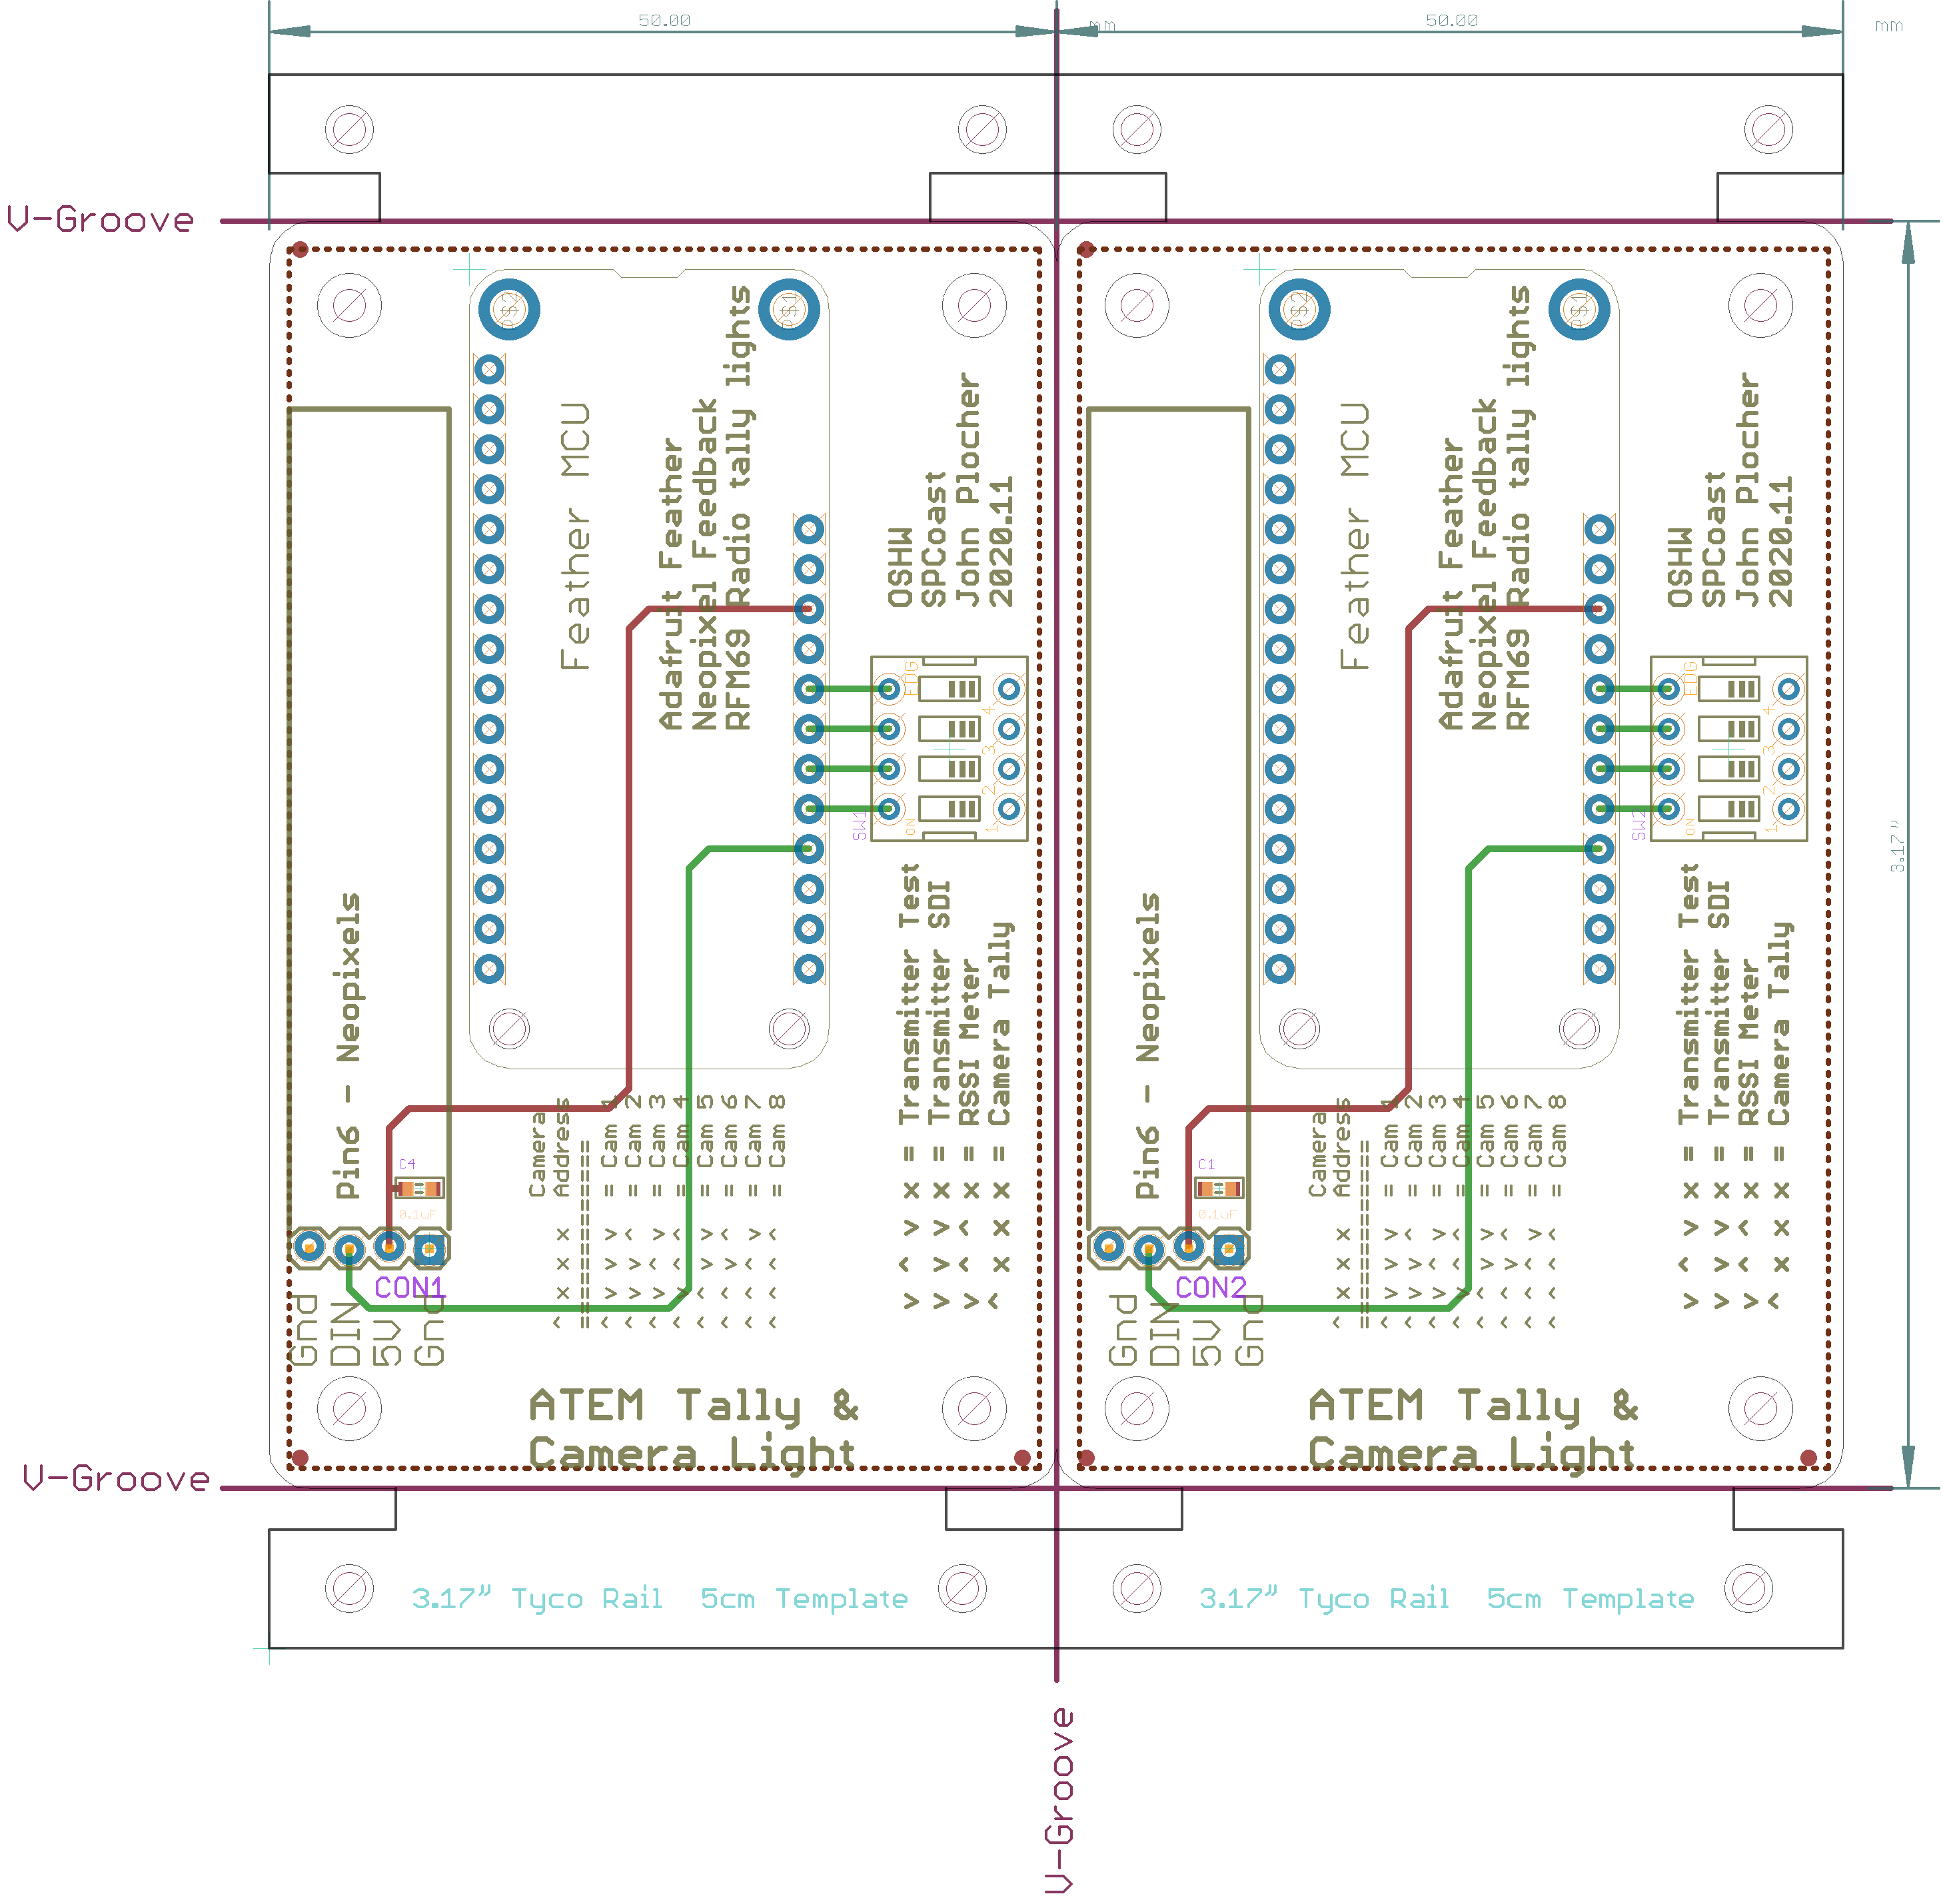 50.00
mm
50.00
mm
V-Groove
PS2
PS1
Feather MCU
Adafruit Feather
Neopixel Feedback
RFM69 Radio tally lights
OSHW
SPCoast
John Plocher
2020.11
EDG
ON
1
2
3
4
SW1
Pin6 - Neopixels
v ^ v x = Transmitter Test
v v v x = Transmitter SDI
v ^ ^ x = RSSI Meter
^ x x x = Camera Tally
Camera
^ x x x Address
===================
^ v v v = Cam 1
^ v v ^ = Cam 2
^ v ^ v = Cam 3
^ v ^ ^ = Cam 4
^ ^ v v = Cam 5
^ ^ v ^ = Cam 6
^ ^ ^ v = Cam 7
^ ^ ^ ^ = Cam 8
C4
0.1uF
CON1
Gnd
DIN
5V
Gnd
ATEM Tally &
Camera Light
PS2
PS1
Feather MCU
Adafruit Feather
Neopixel Feedback
RFM69 Radio tally lights
OSHW
SPCoast
John Plocher
2020.11
EDG
ON
1
2
3
4
SW2
Pin6 - Neopixels
v ^ v x = Transmitter Test
v v v x = Transmitter SDI
v ^ ^ x = RSSI Meter
^ x x x = Camera Tally
Camera
^ x x x Address
===================
^ v v v = Cam 1
^ v v ^ = Cam 2
^ v ^ v = Cam 3
^ v ^ ^ = Cam 4
^ ^ v v = Cam 5
^ ^ v ^ = Cam 6
^ ^ ^ v = Cam 7
^ ^ ^ ^ = Cam 8
C1
0.1uF
CON2
Gnd
DIN
5V
Gnd
ATEM Tally &
Camera Light
3.17"
V-Groove
3.17" Tyco Rail 5cm Template
3.17" Tyco Rail 5cm Template
V-Groove